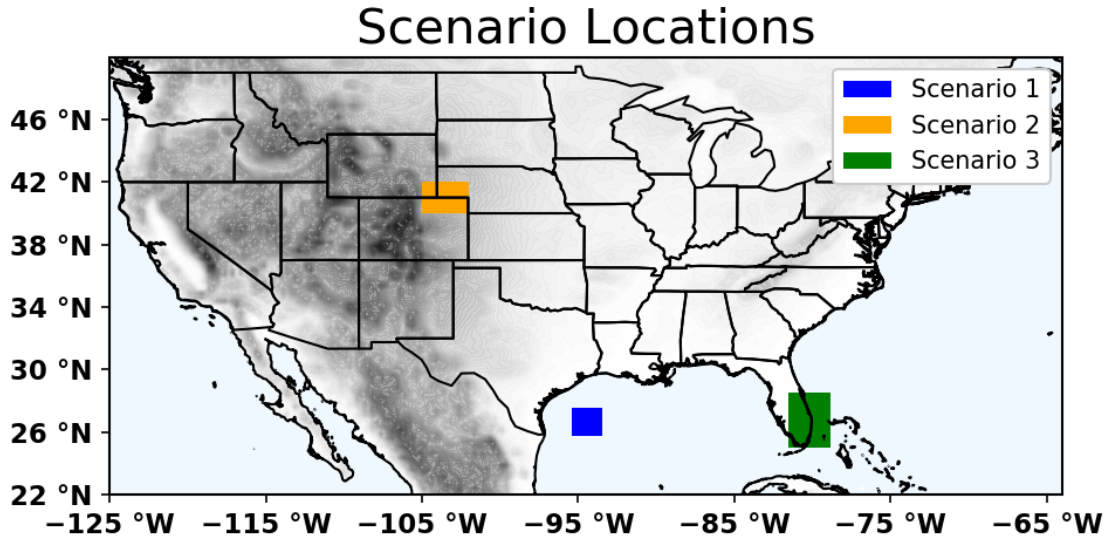 Scenario Locations
Scenario 1
Scenario 2
Scenario 3
46 °N
42 °N
38 °N
34 °N
30 °N
26 °N
22 °N
−125 °W −115 °W −105 °W −95 °W −85 °W −75 °W −65 °W